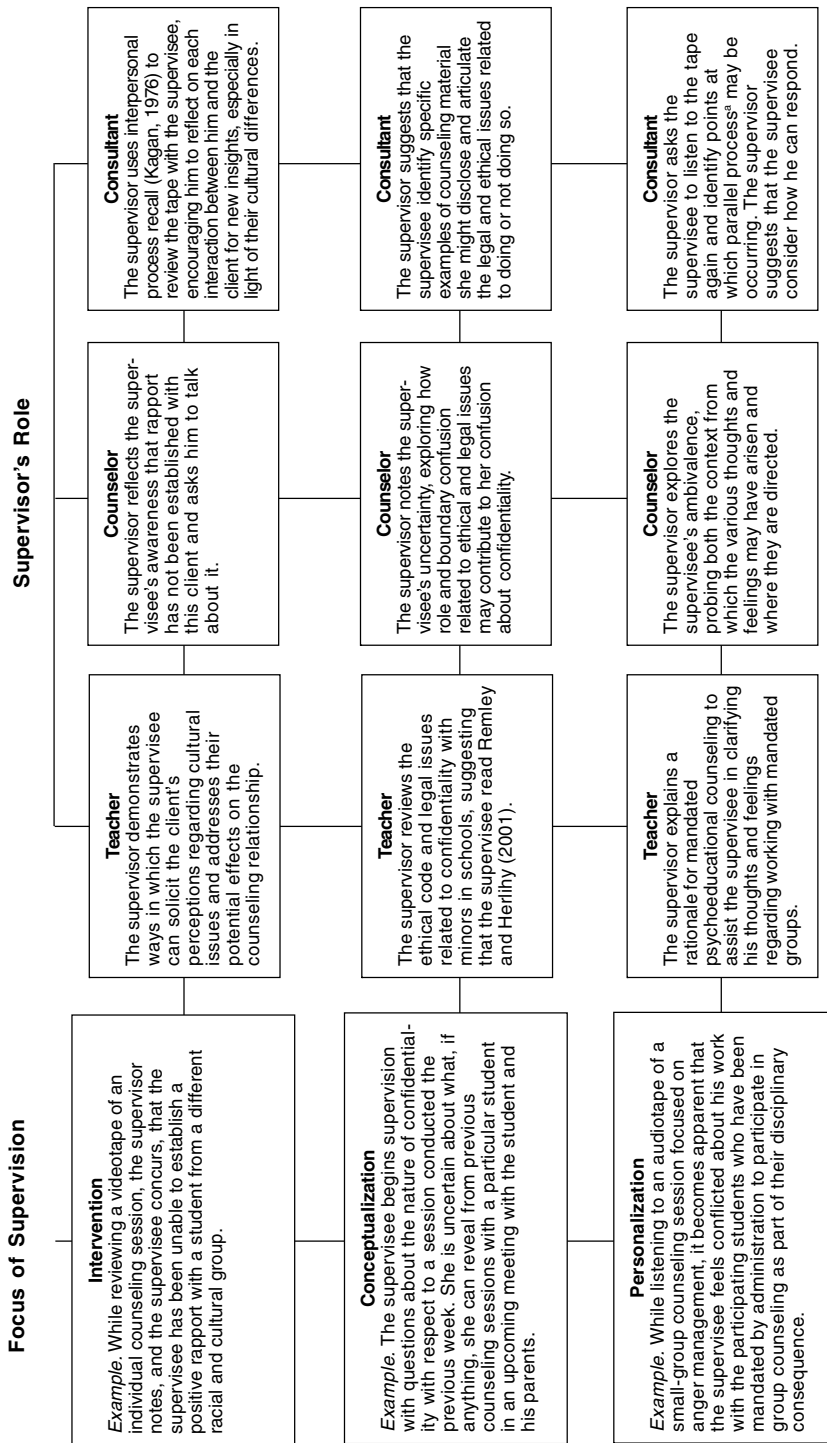 Supervisor's Role
Focus of Supervision
Intervention
Example. While reviewing a videotape of an
individual counseling session, the supervisor
notes, and the supervisee concurs, that the
supervisee has been unable to establish a
positive rapport with a student from a different
racial and cultural group.
Teacher
The supervisor demonstrates
ways in which the supervisee
can solicit the client's
perceptions regarding cultural
issues and addresses their
potential effects on the
counseling relationship.
Counselor
The supervisor reflects the super-
visee's awareness that rapport
has not been established with
this client and asks him to talk
about it.
Consultant
The supervisor uses interpersonal
process recall (Kagan, 1976) to
review the tape with the supervisee,
encouraging him to reflect on each
interaction between him and the
client for new insights, especially in
light of their cultural differences.
Conceptualization
Example. The supervisee begins supervision
with questions about the nature of confidential-
ity with respect to a session conducted the
previous week. She is uncertain about what, if
anything, she can reveal from previous
counseling sessions with a particular student
in an upcoming meeting with the student and
his parents.
Teacher
The supervisor reviews the
ethical code and legal issues
related to confidentiality with
minors in schools, suggesting
that the supervisee read Remley
and Herlihy (2001).
Counselor
The supervisor notes the super-
visee's uncertainty, exploring how
role and boundary confusion
related to ethical and legal issues
may contribute to her confusion
about confidentiality.
Consultant
The supervisor suggests that the
supervisee identify specific
examples of counseling material
she might disclose and articulate
the legal and ethical issues related
to doing or not doing so.
Personalization
Example. While listening to an audiotape of a
small-group counseling session focused on
anger management, it becomes apparent that
the supervisee feels conflicted about his work
with the participating students who have been
mandated by administration to participate in
group counseling as part of their disciplinary
consequence.
Teacher
The supervisor explains a
rationale for mandated
psychoeducational counseling to
assist the supervisee in clarifying
his thoughts and feelings
regarding working with mandated
groups.
Counselor
The supervisor explores the
supervisee's ambivalence,
probing both the context from
which the various thoughts and
feelings may have arisen and
where they are directed.
Consultant
The supervisor asks the
supervisee to listen to the tape
again and identify points at
which parallel processª may be
occurring. The supervisor
suggests that the supervisee
consider how he can respond.